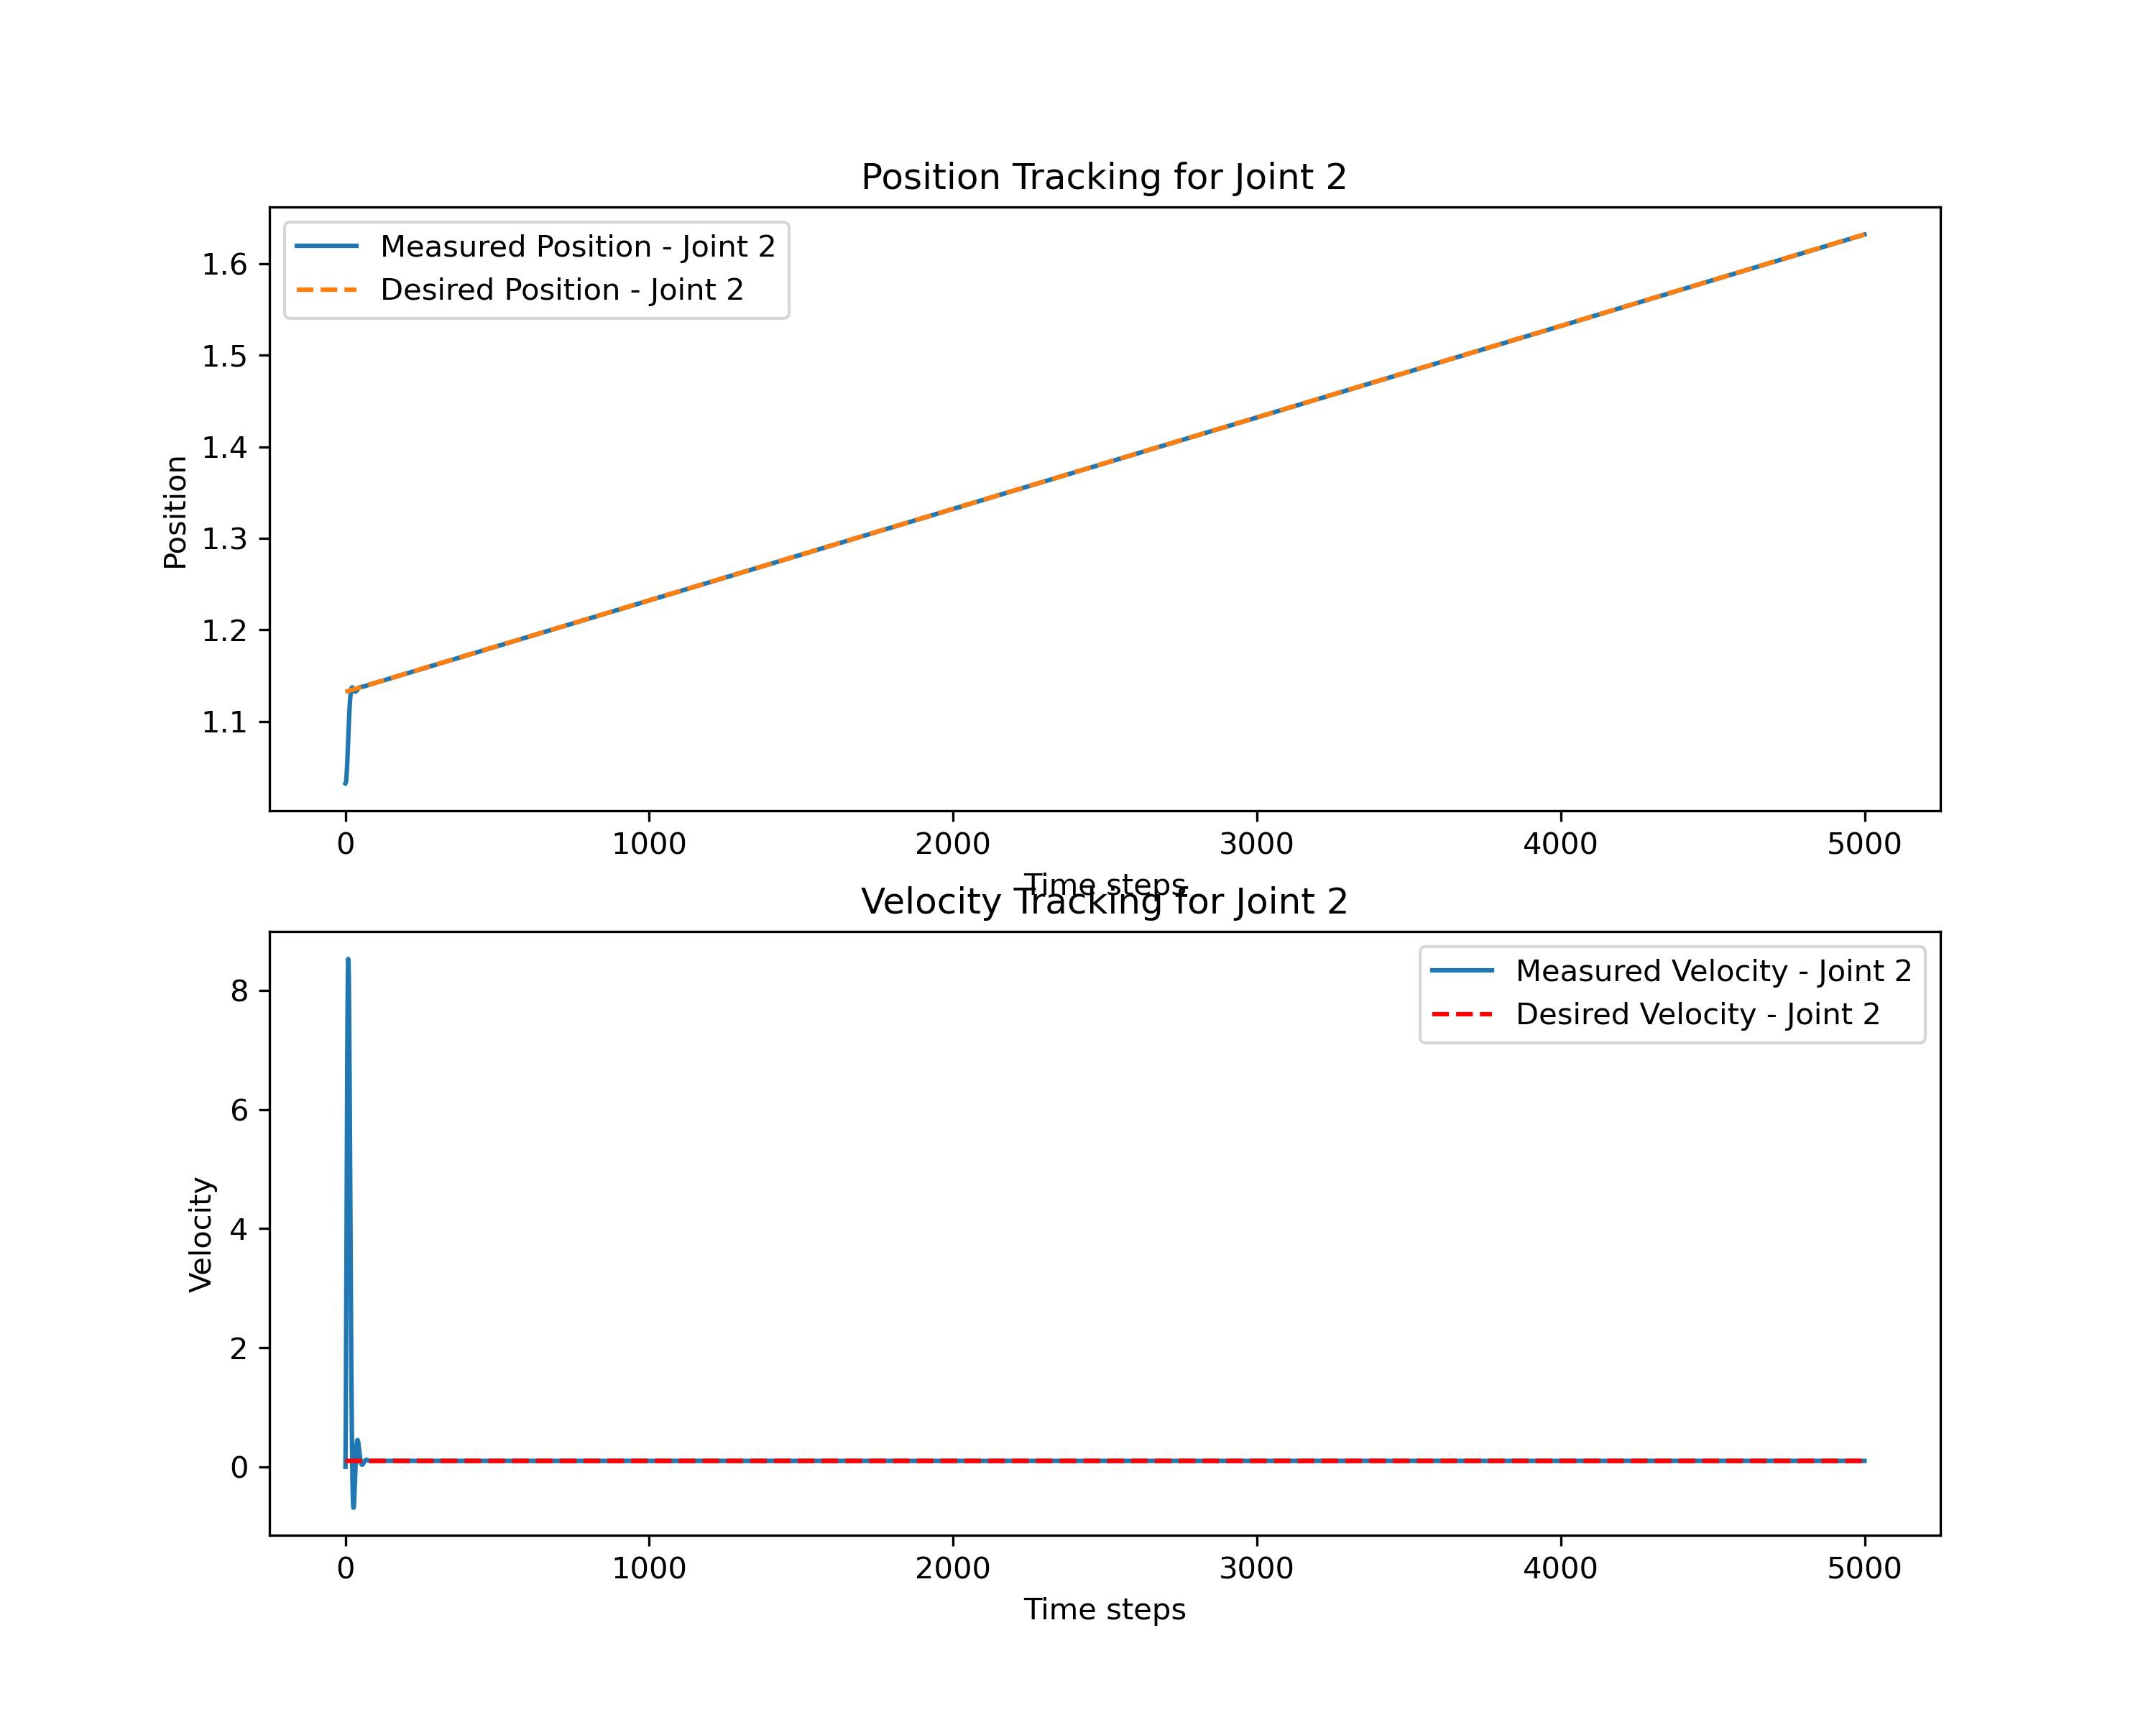 Position Tracking for Joint 2
Measured Position - Joint 2
Desired Position - Joint 2
Position
1.6
1.5
1.4
1.3
1.2
1.1
0 1000 2000 3000 4000 5000
Time steps
Velocity Tracking for Joint 2
Measured Velocity - Joint 2
Desired Velocity - Joint 2
Velocity
8
6
4
2
0
0 1000 2000 3000 4000 5000
Time steps